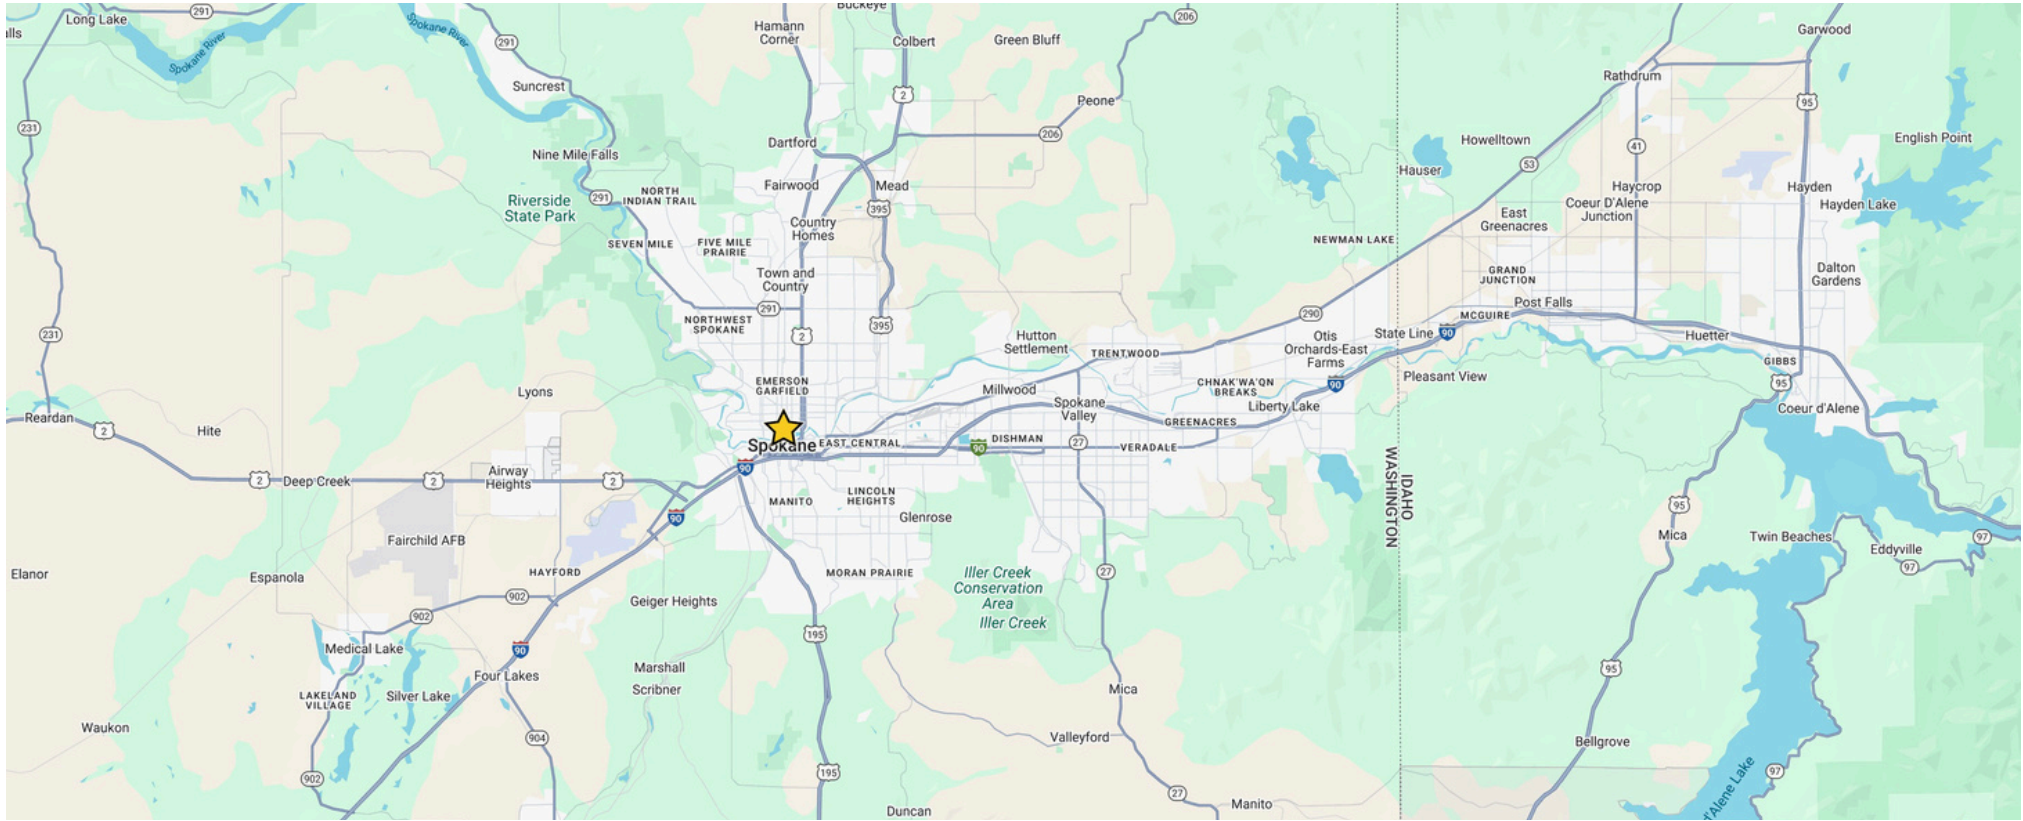 Long Lake
291
alls
Spokane River
Spokane River
291
Suncrest
231
Nine Mile Falls
Riverside
State Park
291
NORTH
INDIAN TRAIL
SEVEN MILE
FIVE MILE
PRAIRIE
Hamann
Corner
Buckeye
Colbert
Green Bluff
206
2
Peone
206
Dartford
Fairwood
Mead
395
Country
Homes
Town and
Country
291
2
395
NORTHWEST
SPOKANE
231
Lyons
Reardan
2
Hite
EMERSON
GARFIELD
Spokane
EAST CENTRAL
90
Hutton
Settlement
TRENTWOOD
Millwood
Spokane
Valley
27
DISHMAN
90
VERADALE
GREENACRES
CHNAK'WA'QN
BREAKS
Liberty Lake
90
Otis
Orchards-East
Farms
290
NEWMAN LAKE
State Line
90
MCGUIRE
Pleasant View
Post Falls
GRAND
JUNCTION
East
Greenacres
Hauser
Howelltown
53
Rathdrum
41
Haycrop
Coeur D'Alene
Junction
Garwood
95
English Point
Hayden
Hayden Lake
Dalton
Gardens
Huetter
GIBBS
95
Coeur d'Alene
2
Deep Creek
2
Airway
Heights
2
90
Fairchild AFB
MANITO
LINCOLN
HEIGHTS
Glenrose
MORAN PRAIRIE
Iller Creek
Conservation
Area
Iller Creek
27
IDAHO
WASHINGTON
95
Mica
Twin Beaches
Eddyville
97
97
Elanor
Espanola
HAYFORD
902
902
Geiger Heights
195
Medical Lake
90
Four Lakes
Marshall
Scribner
LAKELAND
VILLAGE
Silver Lake
Waukon
904
902
195
Duncan
Mica
Valleyford
27
Manito
95
Bellgrove
97
d'Alene Lake